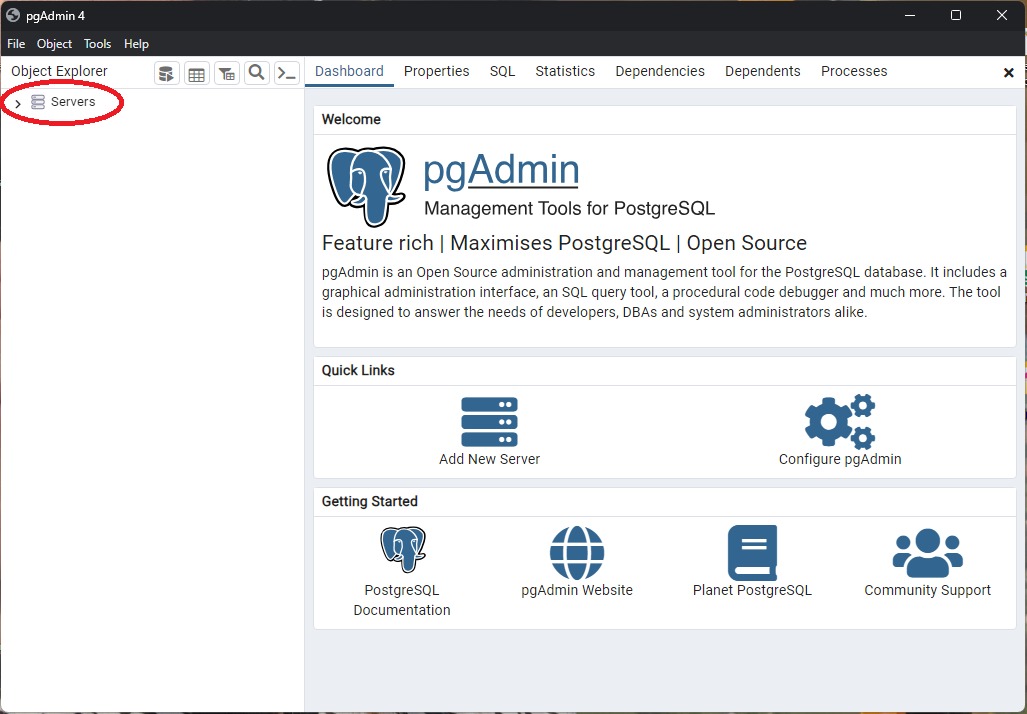 pgAdmin 4
File Object Tools Help
Object Explorer
Dashboard Properties SQL Statistics Dependencies Dependents Processes
Servers
Welcome
pgAdmin
Management Tools for PostgreSQL
Feature rich | Maximises PostgreSQL | Open Source
pgAdmin is an Open Source administration and management tool for the PostgreSQL database. It includes a
graphical administration interface, an SQL query tool, a procedural code debugger and much more. The tool
is designed to answer the needs of developers, DBAs and system administrators alike.
Quick Links
Add New Server
Configure pgAdmin
Getting Started
PostgreSQL
Documentation
pgAdmin Website
Planet PostgreSQL
Community Support